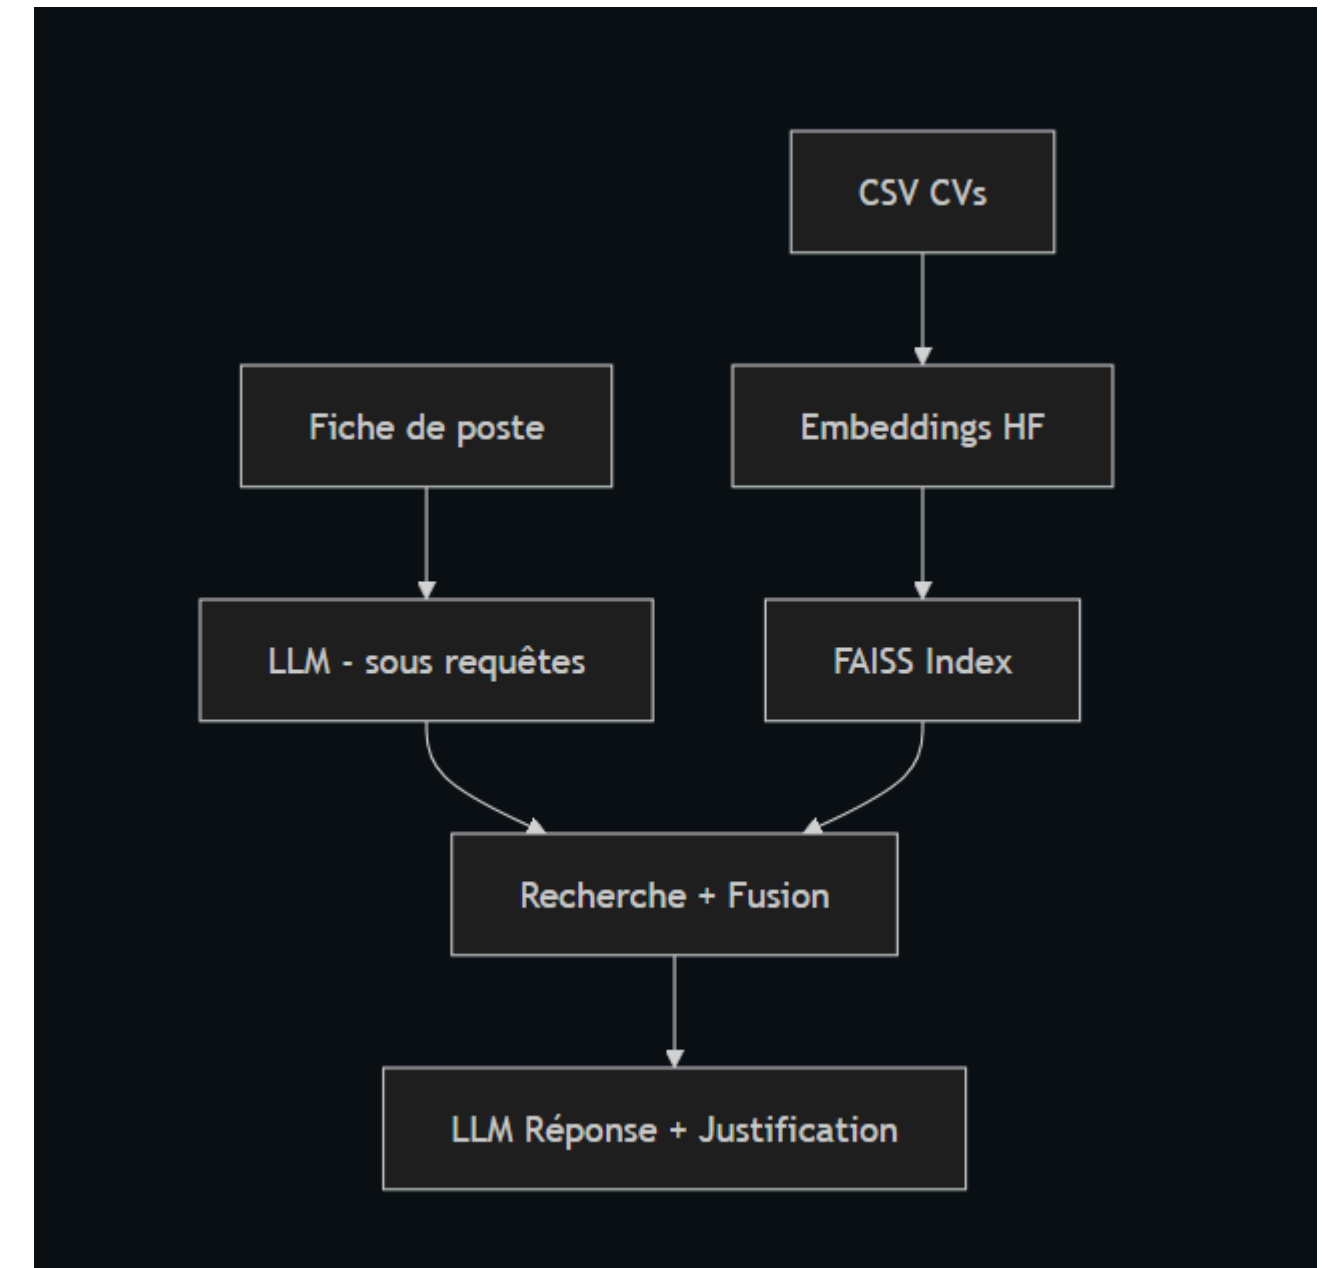 CSV CVs
Fiche de poste
Embeddings HF
LLM - sous requêtes
FAISS Index
Recherche + Fusion
LLM Réponse + Justification